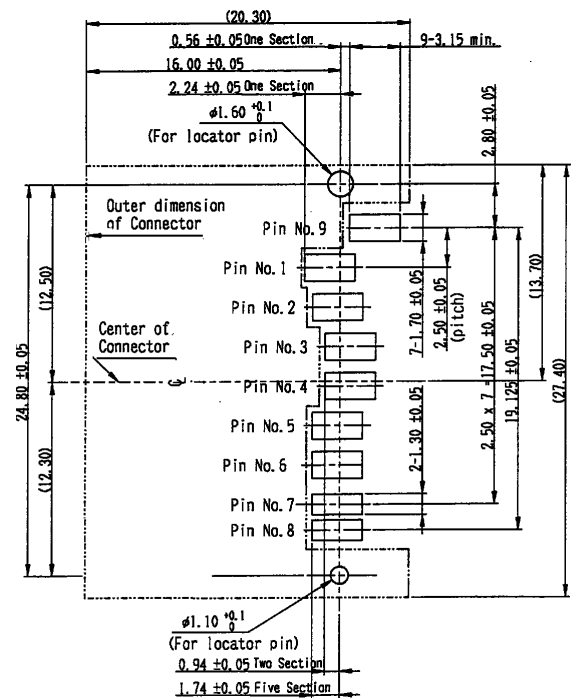 (20.30)
0.56 ±0.05 One Section
9-3.15 min.
16.00 ±0.05
2.24 ±0.05 One Section
ø1.60 +0.1 0
(For locator pin)
2.80 ±0.05
Outer dimension
of Connector
Pin No.9
Pin No.1
Pin No.2
Pin No.3
Pin No.4
Pin No.5
Pin No.6
Pin No.7
Pin No.8
Center of
Connector
(12.50)
24.80 ±0.05
(12.30)
7-1.70 ±0.05
2.50 ±0.05
(pitch)
2-1.30 ±0.05
2.50 x 7 =17.50 ±0.05
19.125 ±0.05
(13.70)
(27.40)
ø1.10 +0.1 0
(For locator pin)
0.94 ±0.05 Two Section
1.74 ±0.05 Five Section